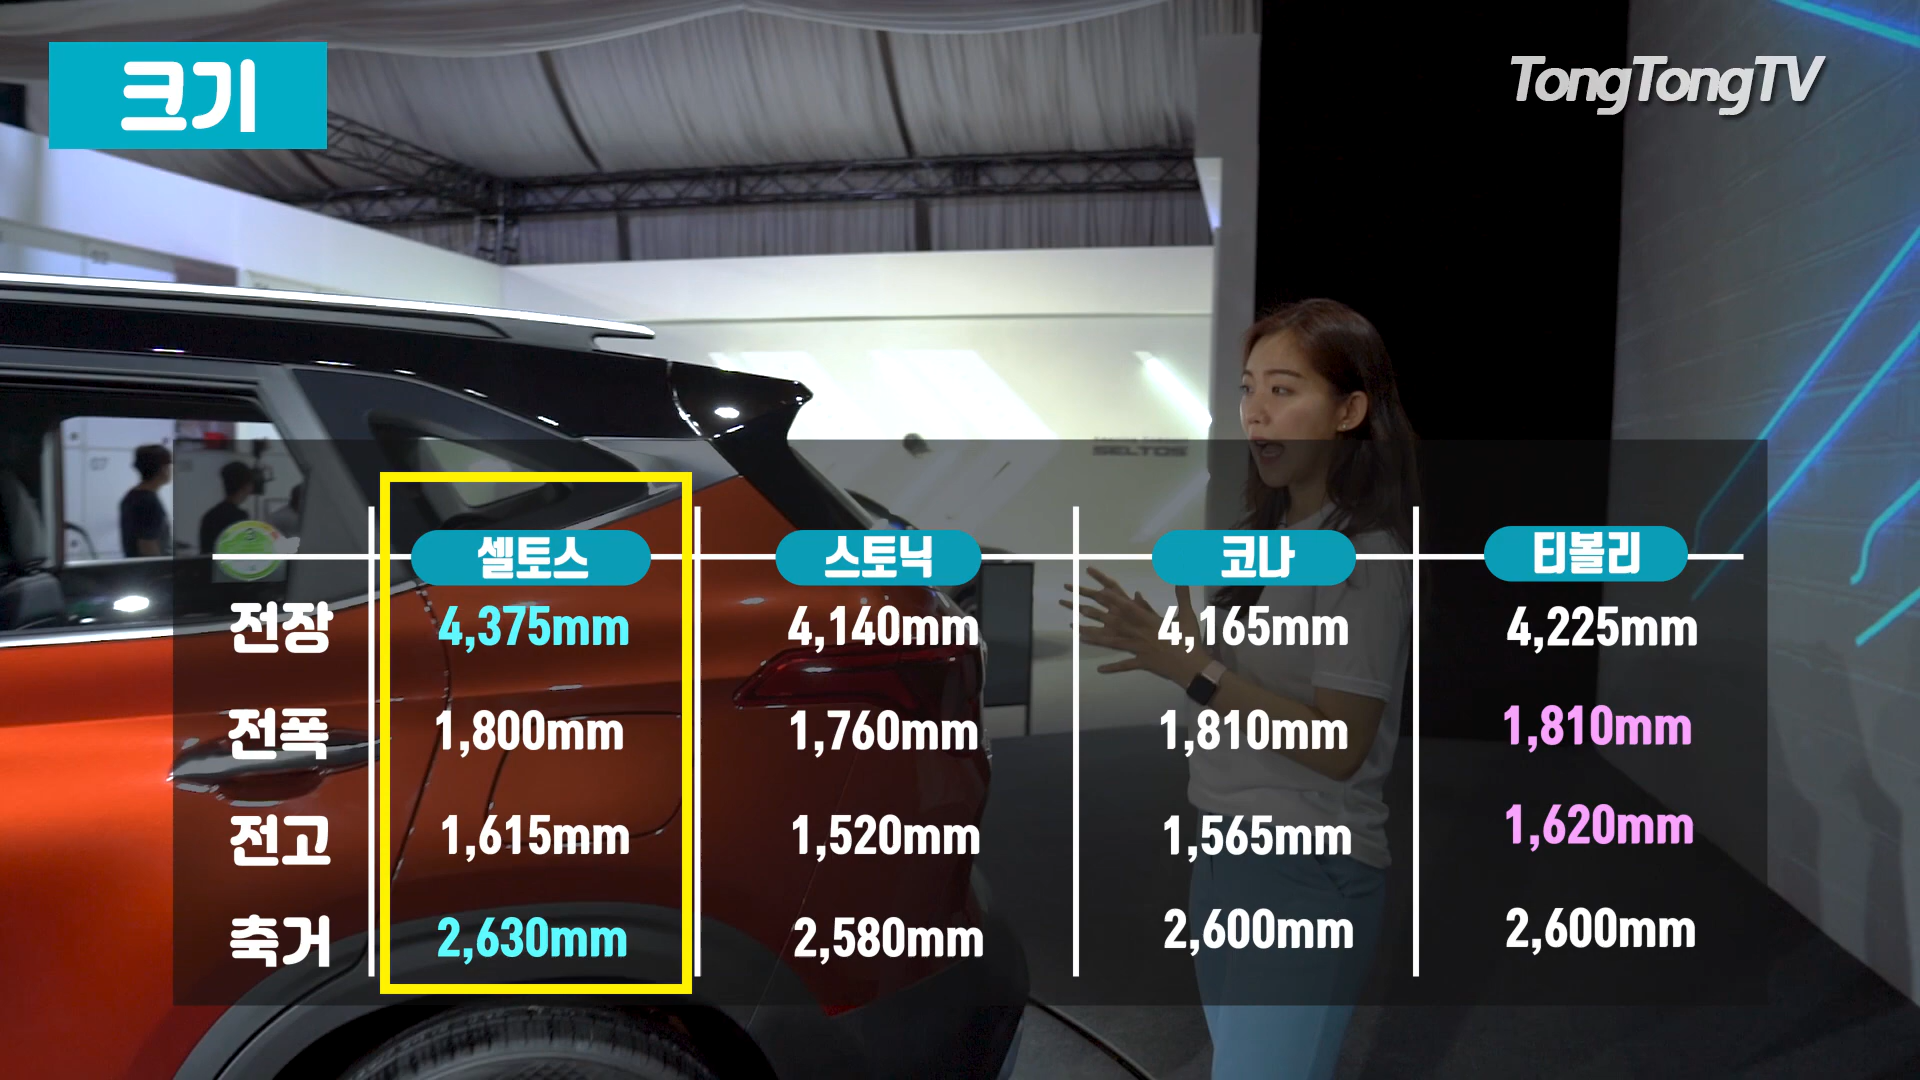 크기
TongTongTV
SELTOS
셀토스 스토닉 코나 티볼리
전장 4,375mm 4,140mm 4,165mm 4,225mm
전폭 1,800mm 1,760mm 1,810mm 1,810mm
전고 1,615mm 1,520mm 1,565mm 1,620mm
축거 2,630mm 2,580mm 2,600mm 2,600mm